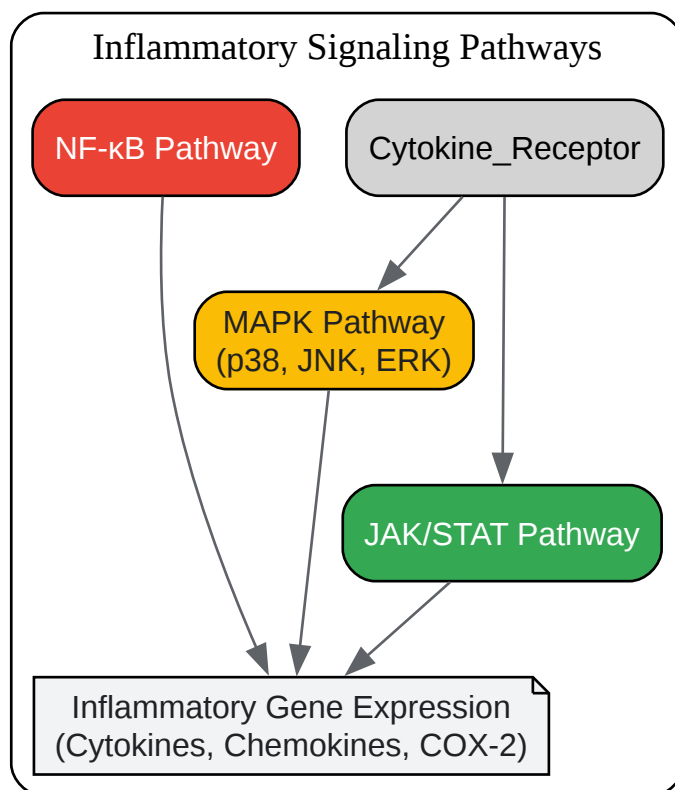 Inflammatory Signaling Pathways
NF-κB Pathway
Cytokine_Receptor
MAPK Pathway
(p38, JNK, ERK)
JAK/STAT Pathway
Inflammatory Gene Expression
(Cytokines, Chemokines, COX-2)